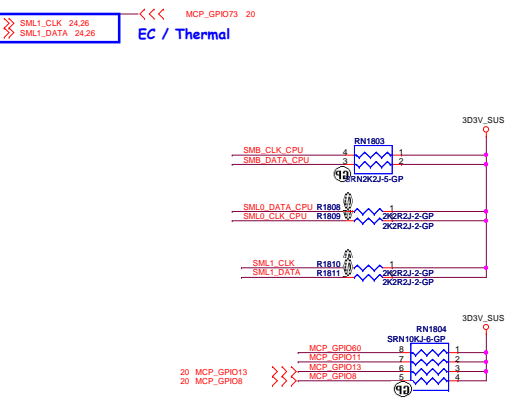 MCP_GPIO73 20
SML1_CLK 24,26
SML1_DATA 24,26
EC / Thermal
3D3V_SUS
RN1803
SMB_CLK_CPU 4 1
SMB_DATA_CPU 3 2
SRN2K2J-5-GP
SML0_DATA_CPU R1808 1
SML0_CLK_CPU R1809 2K2R2J-2-GP
2K2R2J-2-GP
SML1_CLK R1810 1
SML1_DATA R1811 2K2R2J-2-GP
2K2R2J-2-GP
3D3V_SUS
RN1804
SRN10KJ-6-GP
MCP_GPIO60 8 1
MCP_GPIO11 7 2
20 MCP_GPIO13 MCP_GPIO13 6 3
20 MCP_GPIO8 MCP_GPIO8 5 4